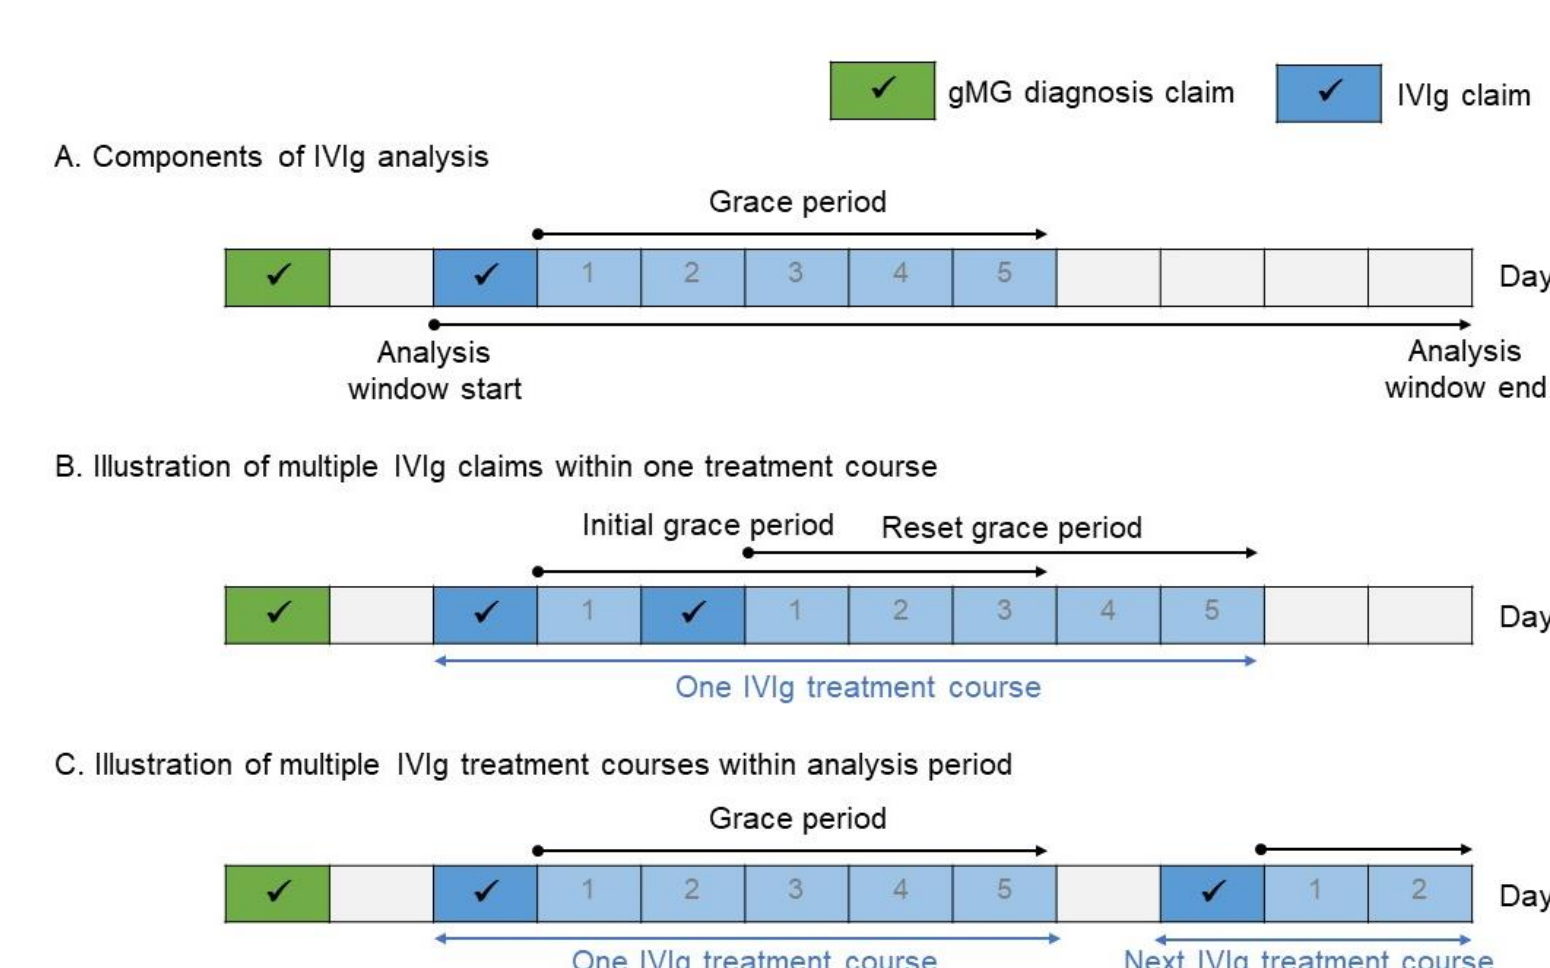 ✓ gMG diagnosis claim ✓ IVIg claim
A. Components of IVIg analysis
Grace period
✓ ✓ 1 2 3 4 5 Day
Analysis
window start
Analysis
window end
B. Illustration of multiple IVIg claims within one treatment course
Initial grace period Reset grace period
✓ ✓ 1 ✓ 1 2 3 4 5 Day
One IVIg treatment course
C. Illustration of multiple IVIg treatment courses within analysis period
Grace period
✓ ✓ 1 2 3 4 5 ✓ 1 2 Day
One IVIg treatment course Next IVIg treatment course